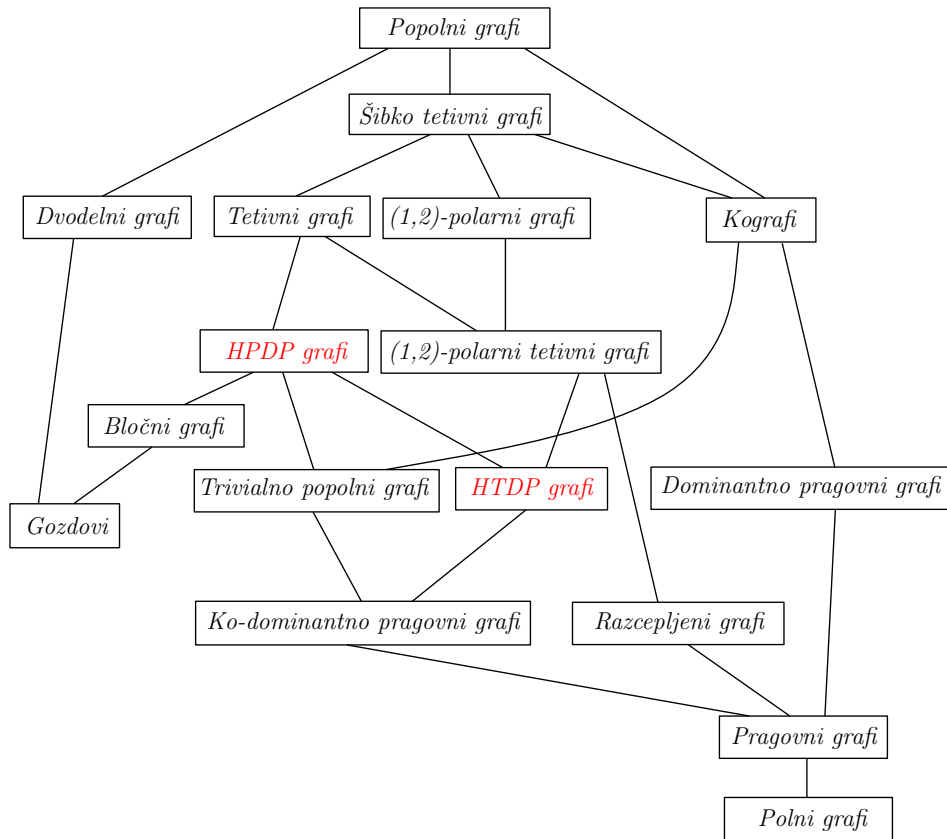 Popolni grafi
Šibko tetivni grafi
Dvodelni grafi
Tetivni grafi
(1,2)-polarni grafi
Kografi
HPDP grafi
(1,2)-polarni tetivni grafi
Bločni grafi
Trivialno popolni grafi
HTDP grafi
Dominantno pragovni grafi
Gozdovi
Ko-dominantno pragovni grafi
Razcepljeni grafi
Pragovni grafi
Polni grafi